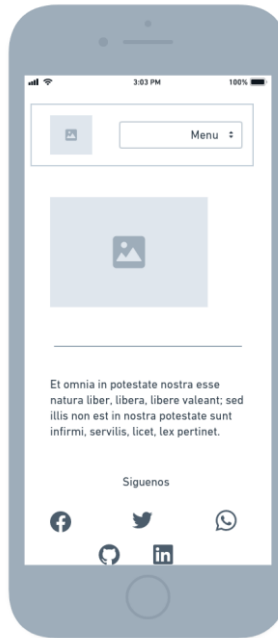 3:03 PM
100%
Menu
Et omnia in potestate nostra esse
natura liber, libera, libere valeant; sed
illis non est in nostra potestate sunt
infirmi, servilis, licet, lex pertinet.
Siguenos